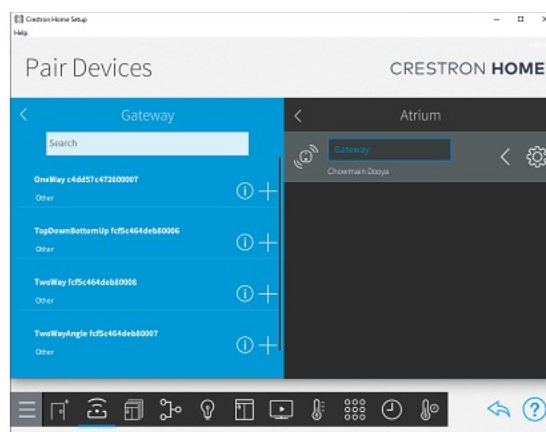 Crestron Home Setup
Help
Pair Devices
CRESTRON HOME
Gateway
Atrium
Search
Gateway
Chowmain Dooya
OneWay c4dd57c472800007
Other
TopDownBottomUp fcf5c464deb80006
Other
TwoWay fcf5c464deb80008
Other
TwoWayAngle fcf5c464deb80007
Other